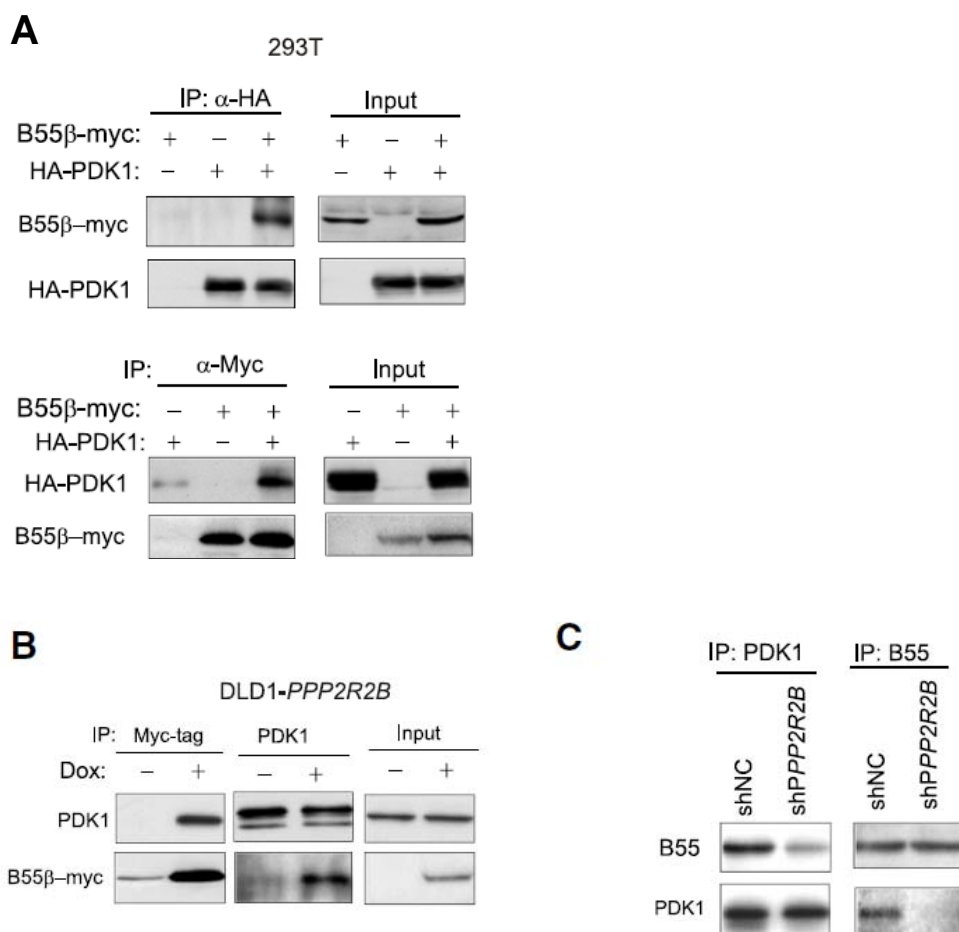 A
293T
IP: α-HA Input
B55β-myc: + − + + − +
HA-PDK1: − + + − + +
B55β–myc
HA-PDK1
IP: α-Myc Input
B55β-myc: − + + − + +
HA-PDK1: + − + + − +
HA-PDK1
B55β–myc
B
DLD1-PPP2R2B
IP: Myc-tag PDK1 Input
Dox: − + − + − +
PDK1
B55β–myc
C
IP: PDK1 IP: B55
shNC shPPP2R2B shNC shPPP2R2B
B55
PDK1